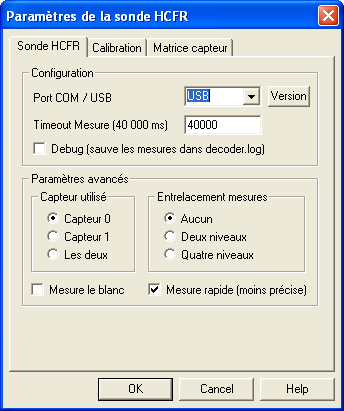 Paramètres de la sonde HCFR
Sonde HCFR Calibration Matrice capteur
Configuration
Port COM / USB USB Version
Timeout Mesure (40 000 ms) 40000
Debug (sauve les mesures dans decoder.log)
Paramètres avancés
Capteur utilisé Entrelacement mesures
Capteur 0 Aucun
Capteur 1 Deux niveaux
Les deux Quatre niveaux
Mesure le blanc Mesure rapide (moins précise)
OK Cancel Help